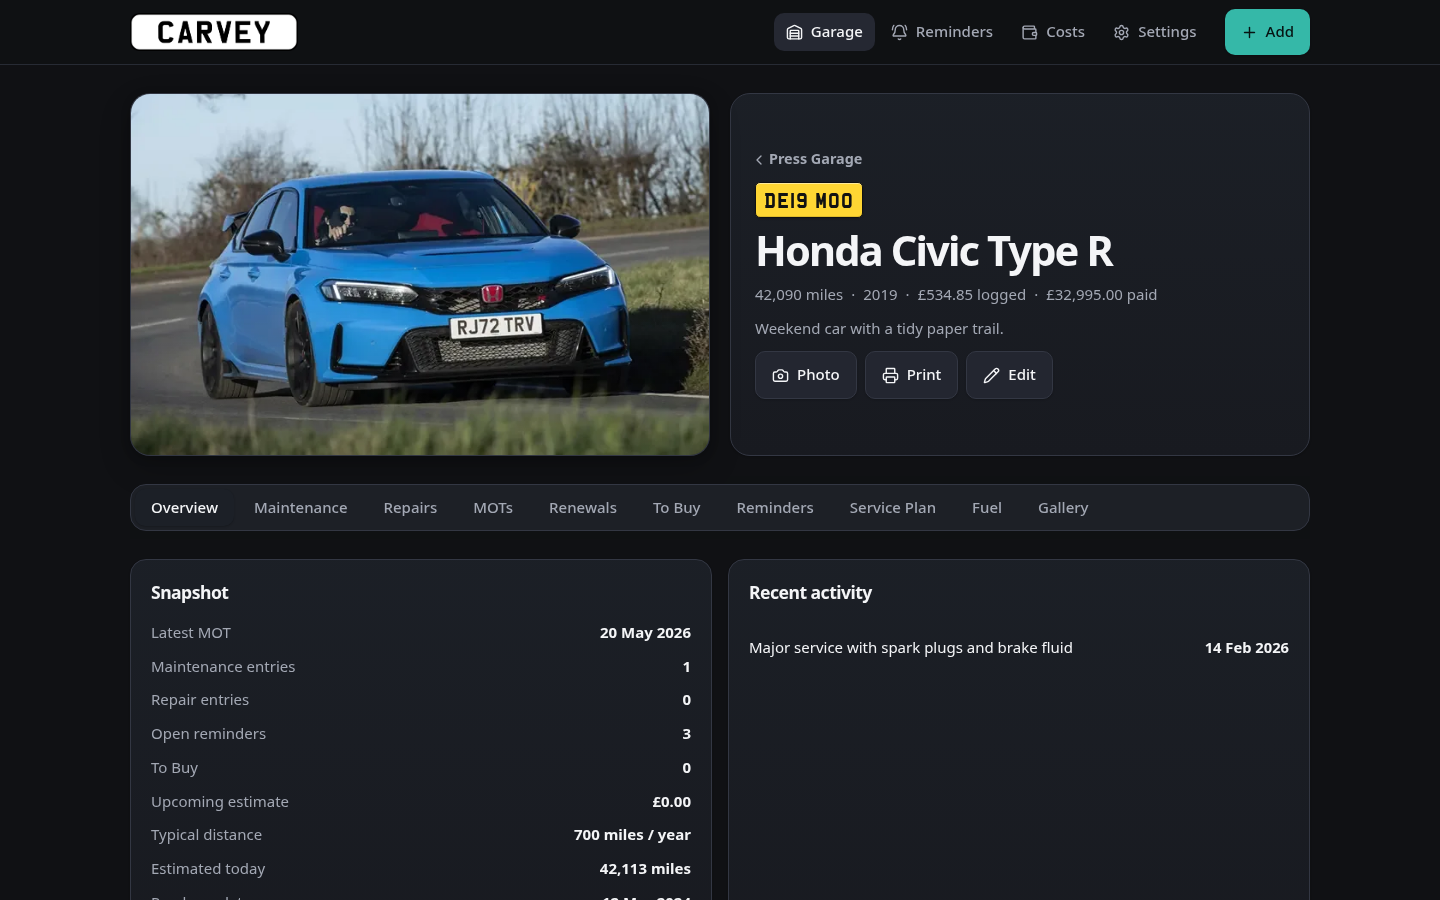 CARVEY
Garage
Reminders
Costs
Settings
Add
RJ72 TRV
Press Garage
DE19 MOO
Honda Civic Type R
42,090 miles · 2019 · £534.85 logged · £32,995.00 paid
Weekend car with a tidy paper trail.
Photo
Print
Edit
Overview
Maintenance
Repairs
MOTs
Renewals
To Buy
Reminders
Service Plan
Fuel
Gallery
Snapshot
Latest MOT 20 May 2026
Maintenance entries 1
Repair entries 0
Open reminders 3
To Buy 0
Upcoming estimate £0.00
Typical distance 700 miles / year
Estimated today 42,113 miles
Recent activity
Major service with spark plugs and brake fluid 14 Feb 2026